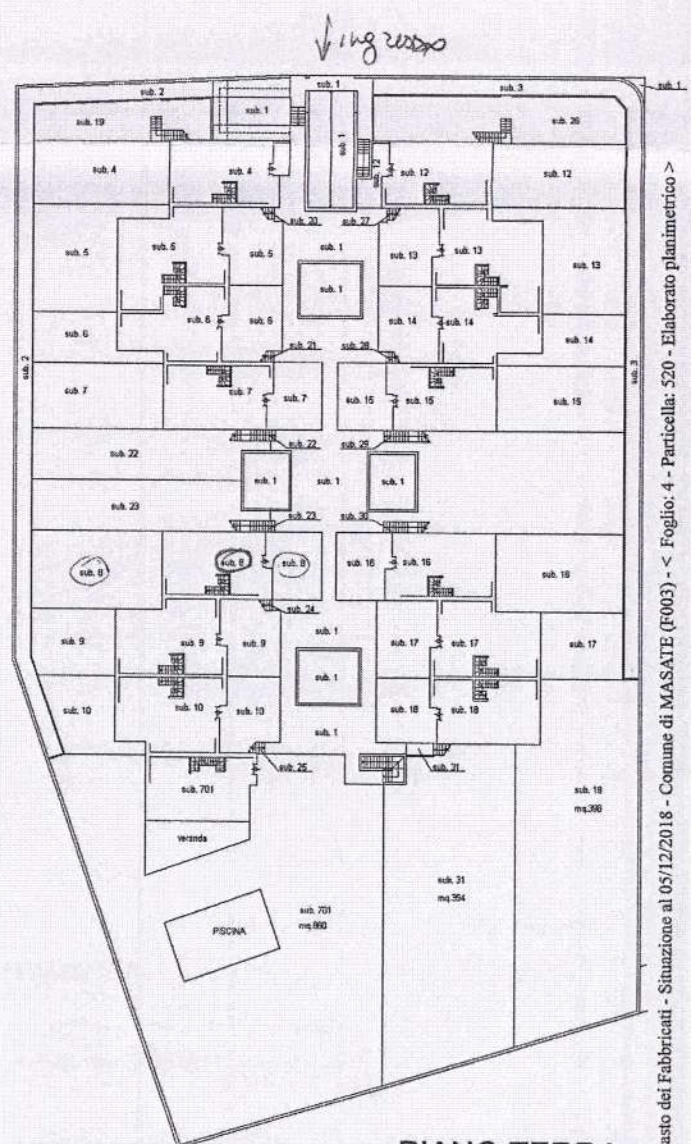 ingresso
sub. 1
sub. 2
sub. 3
sub. 1
sub. 19
sub. 1
sub. 1
sub. 26
sub. 4
sub. 4
sub. 12
sub. 12
sub. 12
sub. 20
sub. 27
sub. 5
sub. 5
sub. 5
sub. 1
sub. 13
sub. 13
sub. 13
sub. 1
sub. 6
sub. 6
sub. 6
sub. 14
sub. 14
sub. 14
sub. 21
sub. 28
sub. 2
sub. 3
sub. 7
sub. 7
sub. 7
sub. 15
sub. 15
sub. 15
sub. 22
sub. 22
sub. 29
sub. 1
sub. 1
sub. 1
sub. 23
sub. 23
sub. 30
sub. 8
sub. 8
sub. 8
sub. 16
sub. 16
sub. 16
sub. 24
sub. 9
sub. 9
sub. 9
sub. 1
sub. 17
sub. 17
sub. 17
sub. 1
sub. 10
sub. 10
sub. 10
sub. 18
sub. 18
sub. 1
sub. 25
sub. 31
sub. 701
veranda
sub. 18
mq.398
sub. 31
mq.394
sub. 701
mq.860
PISCINA
PIANO TERRA
asto dei Fabbricati - Situazione al 05/12/2018 - Comune di MASATE (F003) - < Foglio: 4 - Particella: 520 - Elaborato planimetrico >